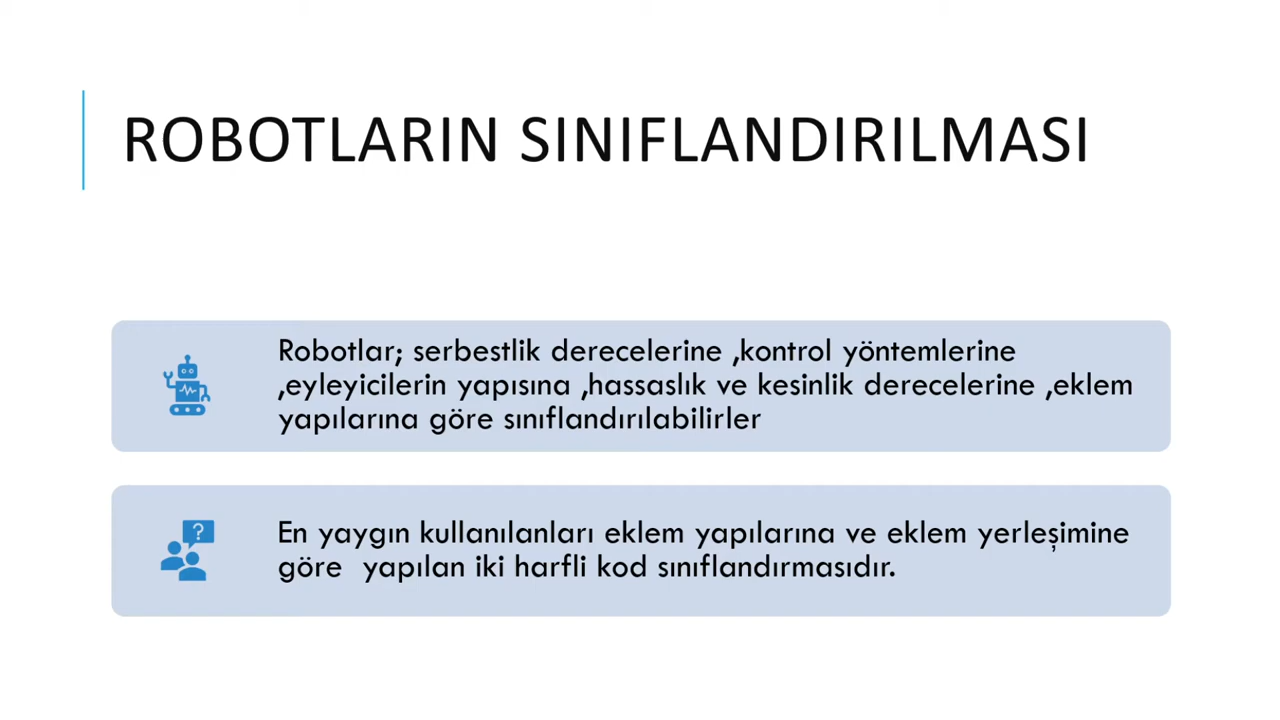 ROBOTLARIN SINIFLANDIRILMASI
Robotlar; serbestlik derecelerine ,kontrol yöntemlerine
,eyleyicilerin yapısına ,hassaslık ve kesinlik derecelerine ,eklem
yapılarına göre sınıflandırılabilirler
?
En yaygın kullanılanları eklem yapılarına ve eklem yerleşimine
göre  yapılan iki harfli kod sınıflandırmasıdır.